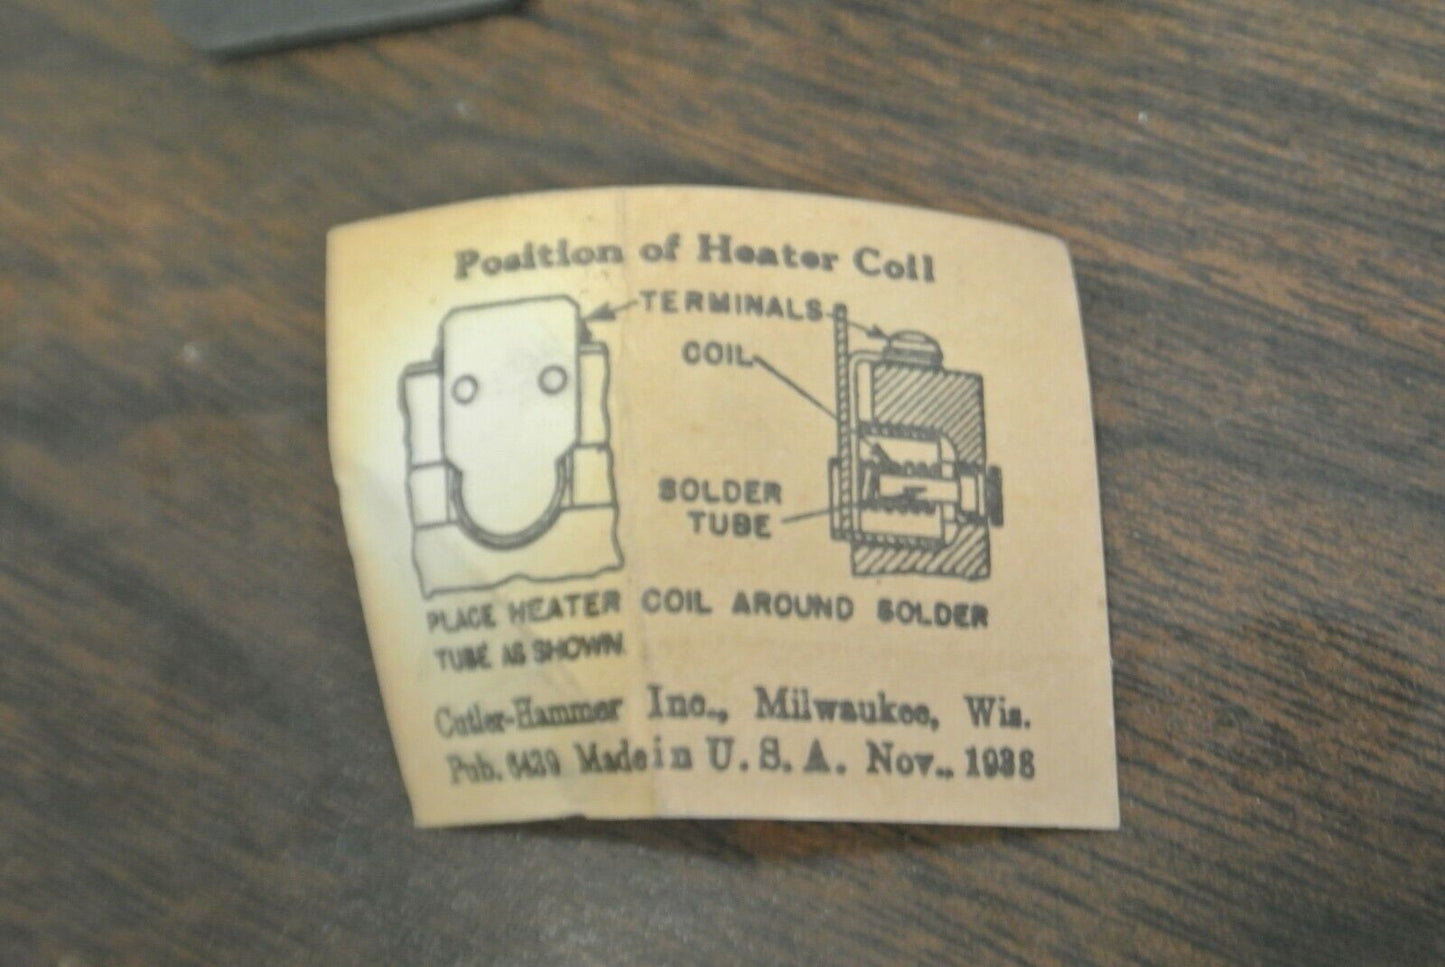 Position of Heater Coil
TERMINALS
COIL
SOLDER
TUBE
PLACE HEATER COIL AROUND SOLDER
TUBE AS SHOWN.
Cutler-Hammer Inc., Milwaukee, Wis.
Pub. 6439 Made in U. S. A. Nov., 1938